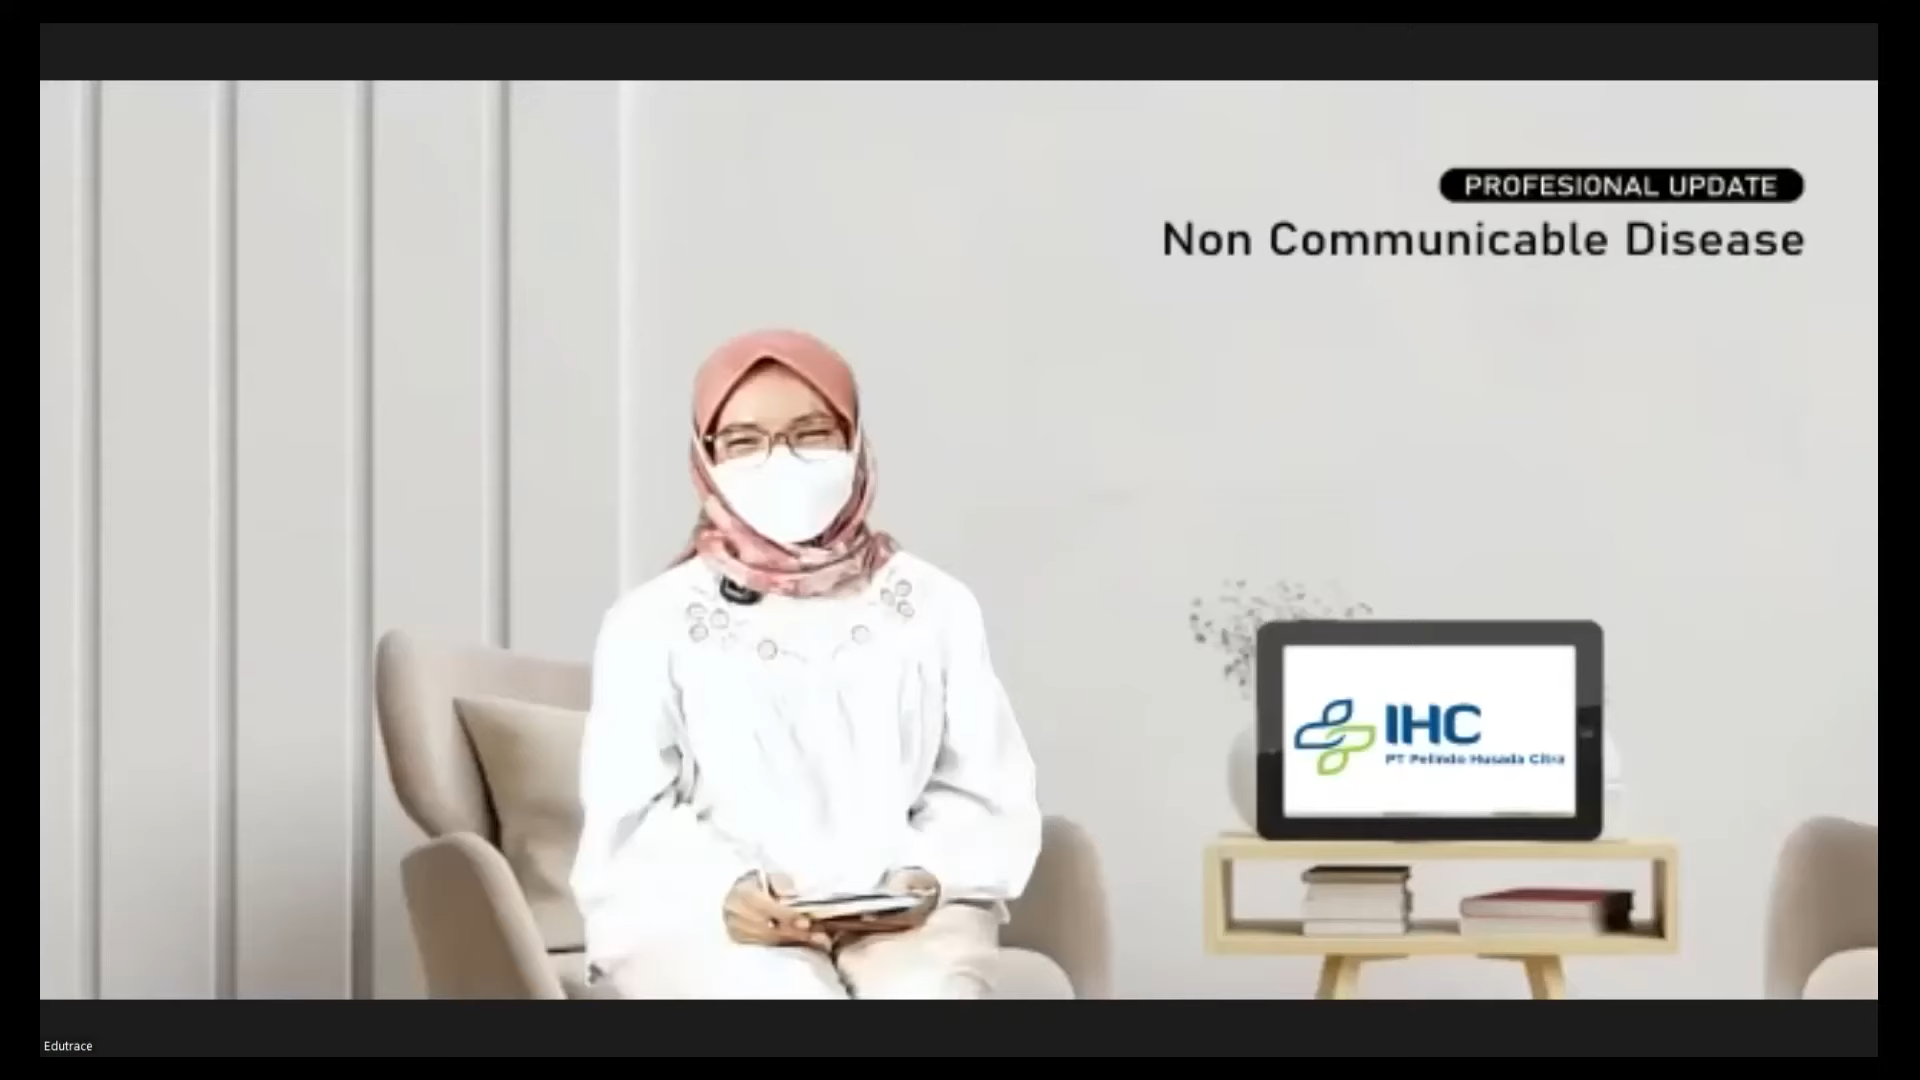 PROFESIONAL UPDATE
Non Communicable Disease
IHC
PT Pelindo Husada Citra
Edutrace